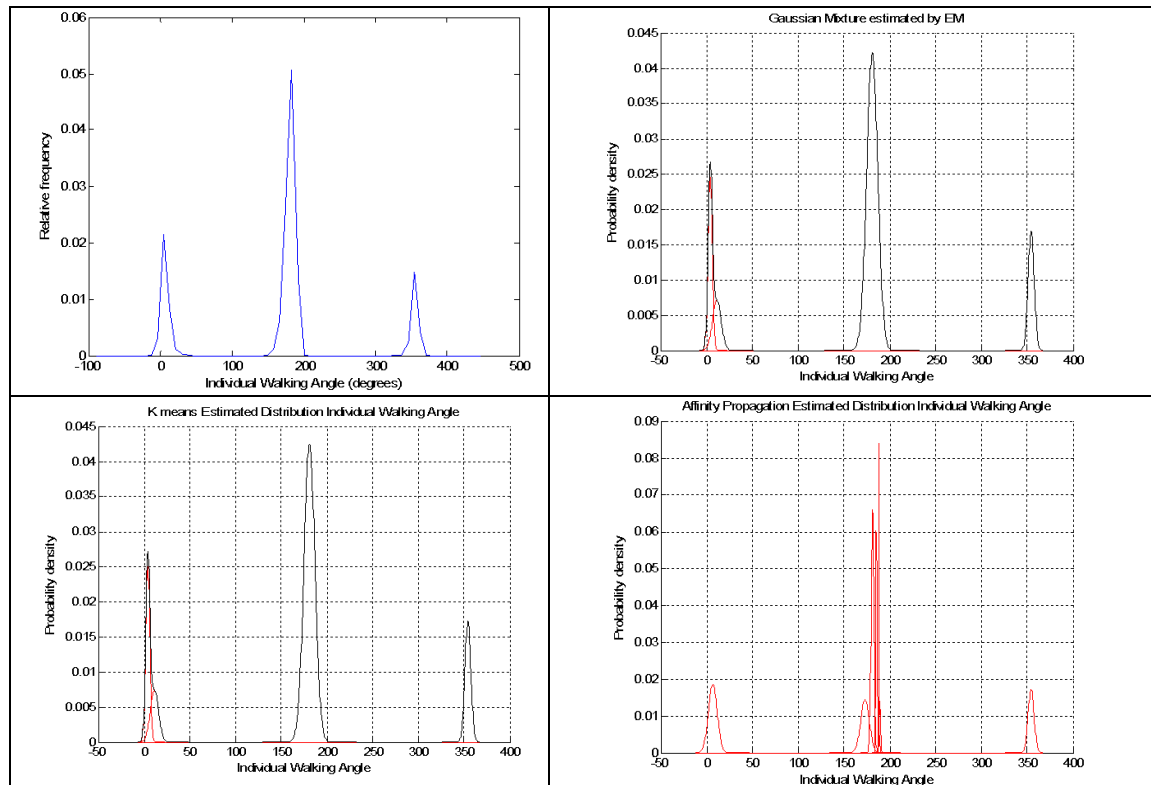 0.06
0.05
0.04
0.03
0.02
0.01
0
Relative frequency
-100 0 100 200 300 400 500
Individual Walking Angle (degrees)
Gaussian Mixture estimated by EM
0.045
0.04
0.035
0.03
0.025
0.02
0.015
0.01
0.005
0
Probability density
-50 0 50 100 150 200 250 300 350 400
Individual Walking Angle
K means Estimated Distribution Individual Walking Angle
0.045
0.04
0.035
0.03
0.025
0.02
0.015
0.01
0.005
0
Probability density
-50 0 50 100 150 200 250 300 350 400
Individual Walking Angle
Affinity Propagation Estimated Distribution Individual Walking Angle
0.09
0.08
0.07
0.06
0.05
0.04
0.03
0.02
0.01
0
Probability density
-50 0 50 100 150 200 250 300 350 400
Individual Walking Angle